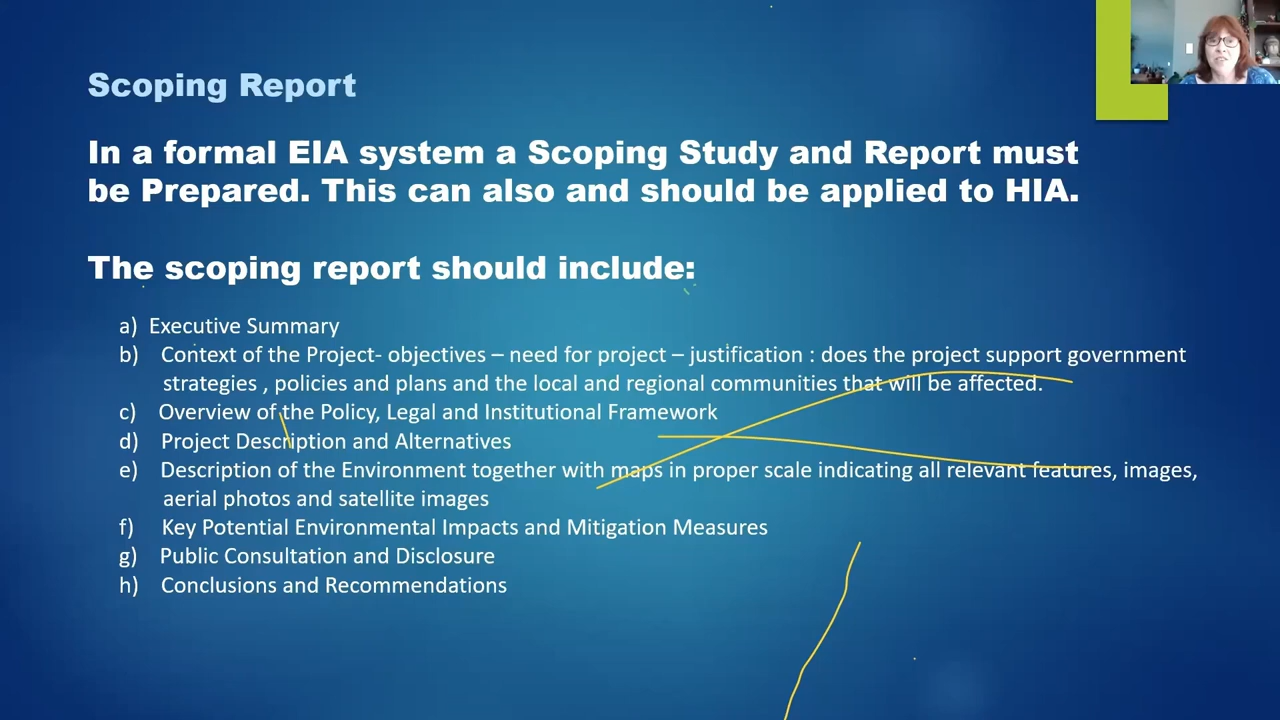 Scoping Report
In a formal EIA system a Scoping Study and Report must
be Prepared. This can also and should be applied to HIA.
The scoping report should include:
a) Executive Summary
b) Context of the Project- objectives – need for project – justification : does the project support government
strategies , policies and plans and the local and regional communities that will be affected.
c) Overview of the Policy, Legal and Institutional Framework
d) Project Description and Alternatives
e) Description of the Environment together with maps in proper scale indicating all relevant features, images,
aerial photos and satellite images
f) Key Potential Environmental Impacts and Mitigation Measures
g) Public Consultation and Disclosure
h) Conclusions and Recommendations